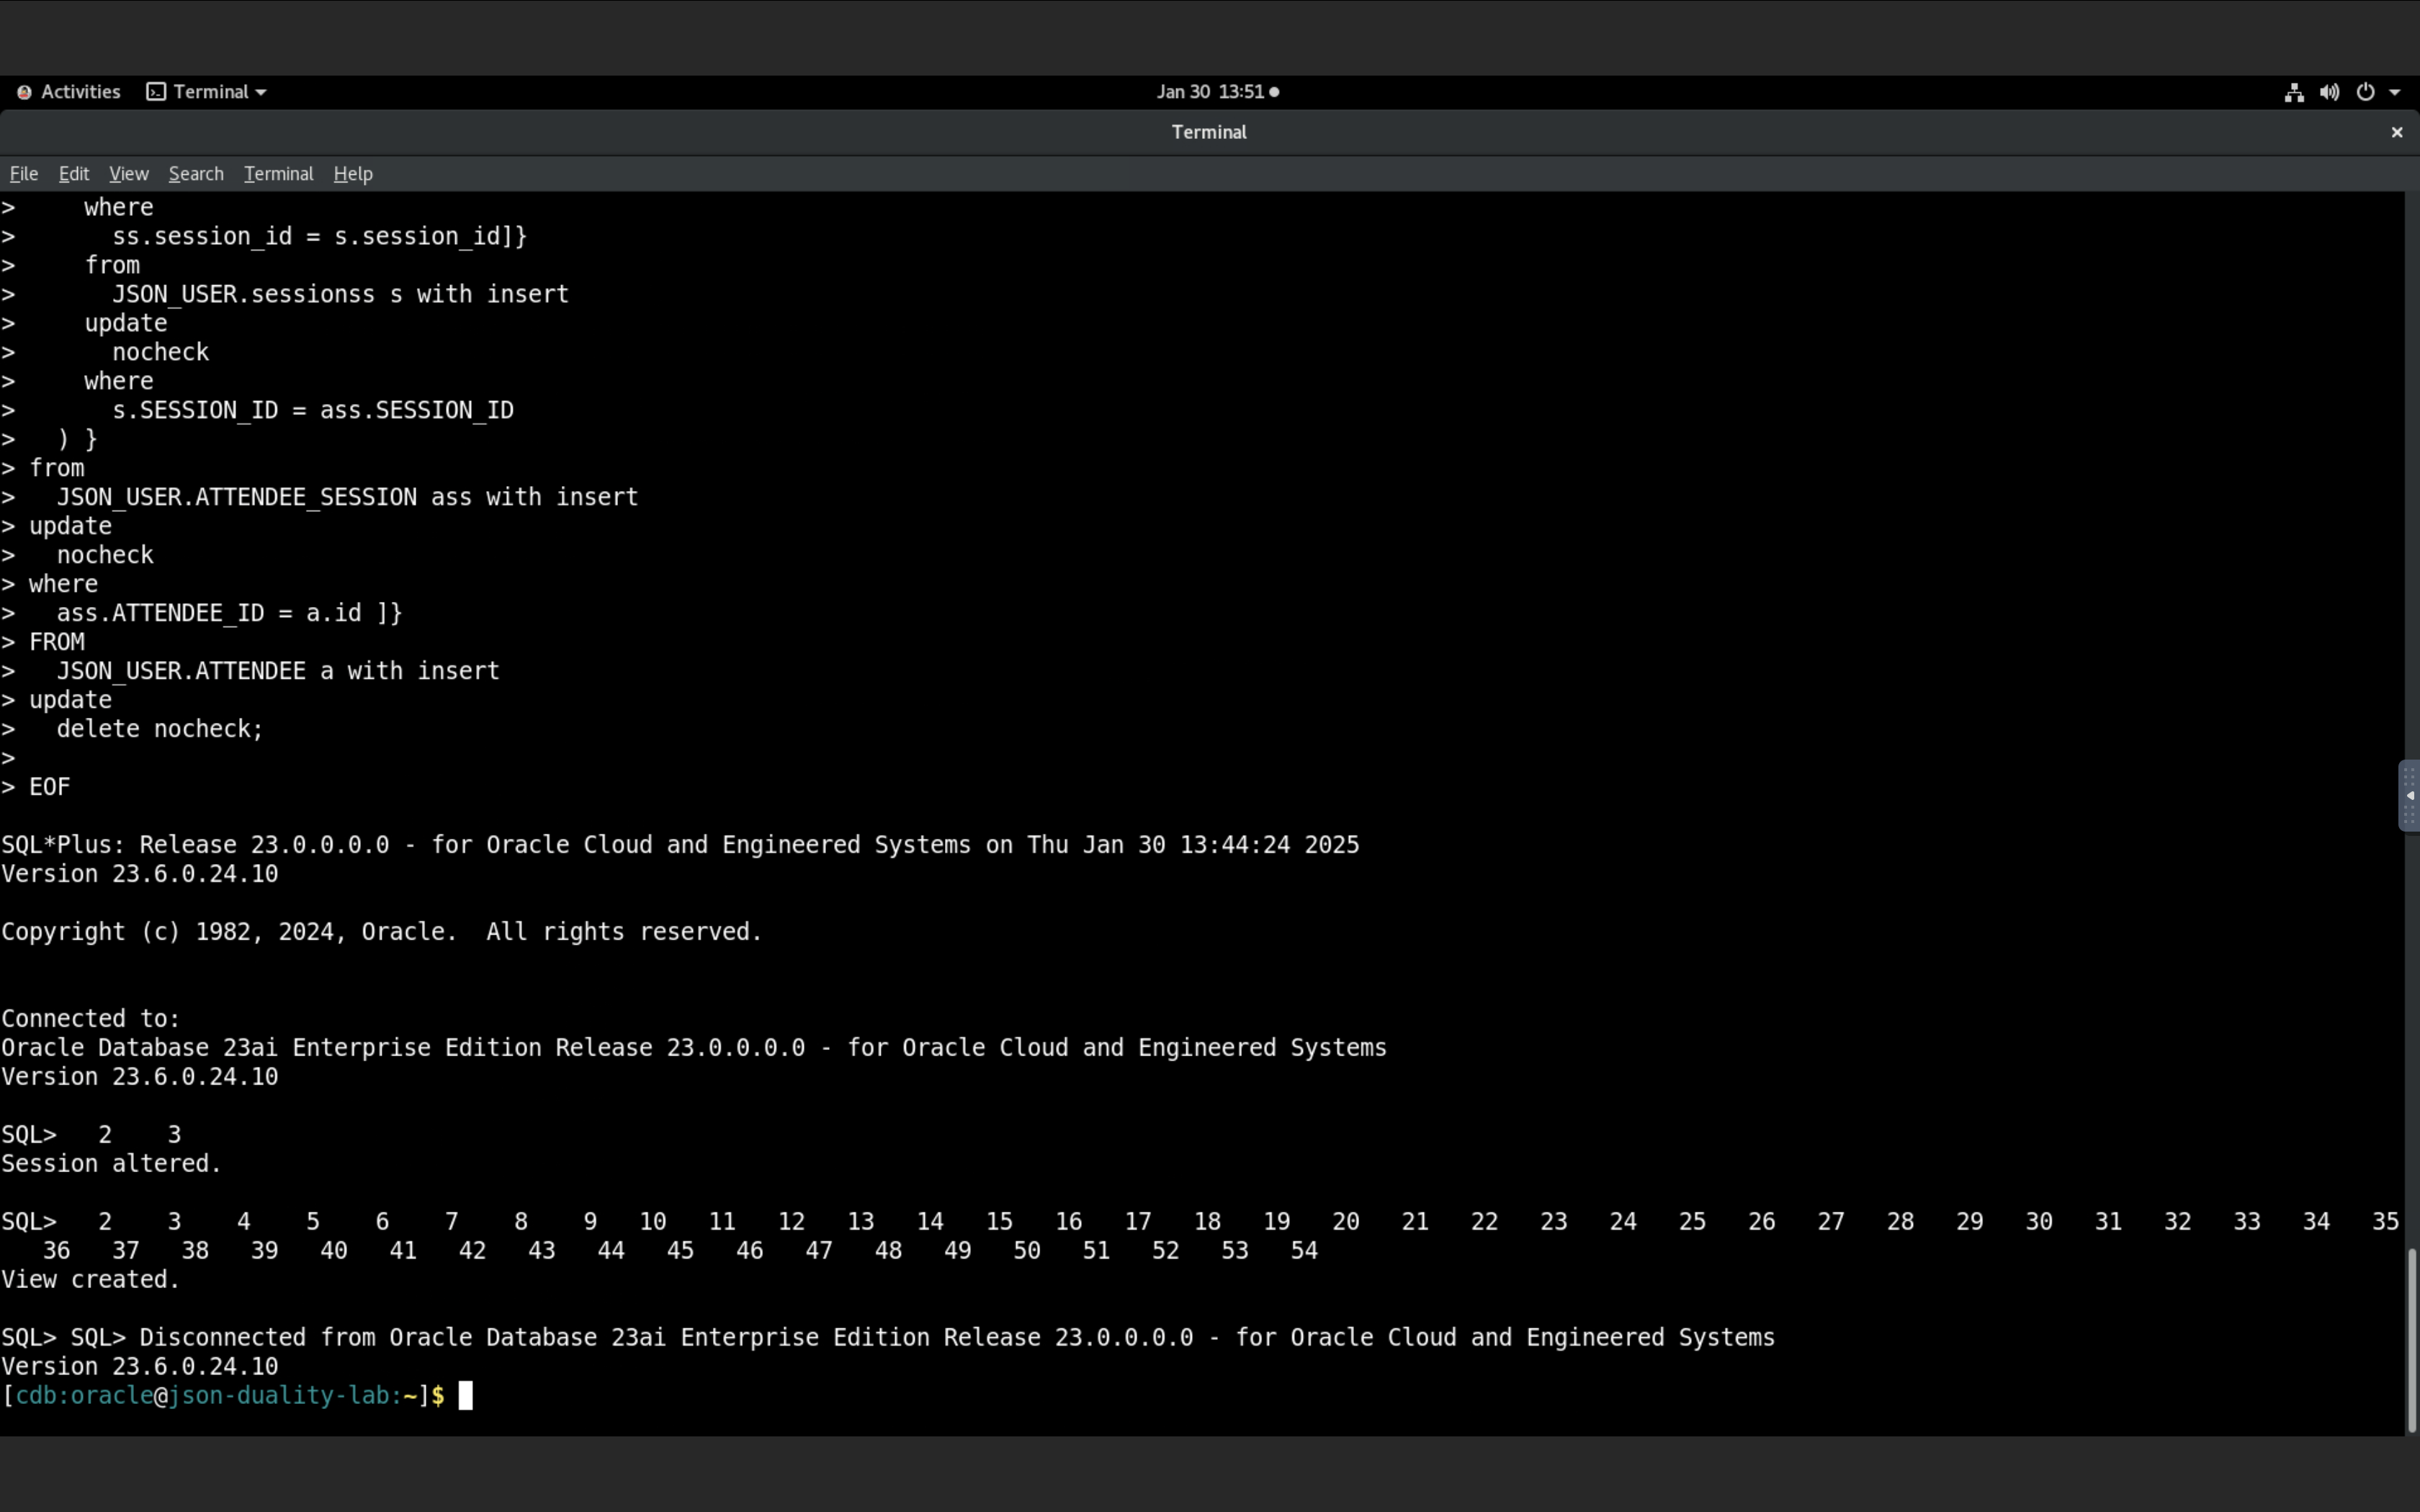 Activities Terminal Jan 30 13:51
Terminal ×
File Edit View Search Terminal Help
>     where
>       ss.session_id = s.session_id]}
>     from
>       JSON_USER.sessionss s with insert
>     update
>       nocheck
>     where
>       s.SESSION_ID = ass.SESSION_ID
>   ) }
> from
>   JSON_USER.ATTENDEE_SESSION ass with insert
> update
>   nocheck
> where
>   ass.ATTENDEE_ID = a.id ]}
> FROM
>   JSON_USER.ATTENDEE a with insert
> update
>   delete nocheck;
>
> EOF
SQL*Plus: Release 23.0.0.0.0 - for Oracle Cloud and Engineered Systems on Thu Jan 30 13:44:24 2025
Version 23.6.0.24.10
Copyright (c) 1982, 2024, Oracle.  All rights reserved.
Connected to:
Oracle Database 23ai Enterprise Edition Release 23.0.0.0.0 - for Oracle Cloud and Engineered Systems
Version 23.6.0.24.10
SQL>   2    3
Session altered.
SQL>   2    3    4    5    6    7    8    9   10   11   12   13   14   15   16   17   18   19   20   21   22   23   24   25   26   27   28   29   30   31   32   33   34   35
   36   37   38   39   40   41   42   43   44   45   46   47   48   49   50   51   52   53   54
View created.
SQL> SQL> Disconnected from Oracle Database 23ai Enterprise Edition Release 23.0.0.0.0 - for Oracle Cloud and Engineered Systems
Version 23.6.0.24.10
[cdb:oracle@json-duality-lab:~]$